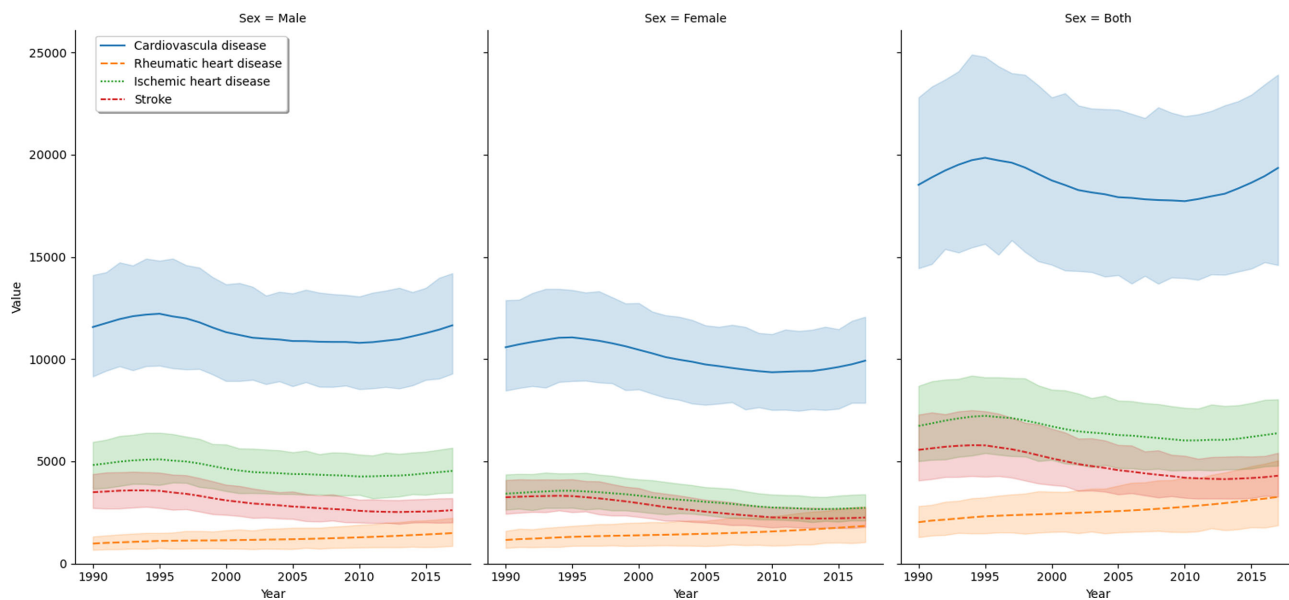 Sex = Male
Sex = Female
Sex = Both
Cardiovascula disease
Rheumatic heart disease
Ischemic heart disease
Stroke
Value
25000
20000
15000
10000
5000
0
1990 1995 2000 2005 2010 2015
1990 1995 2000 2005 2010 2015
1990 1995 2000 2005 2010 2015
Year
Year
Year